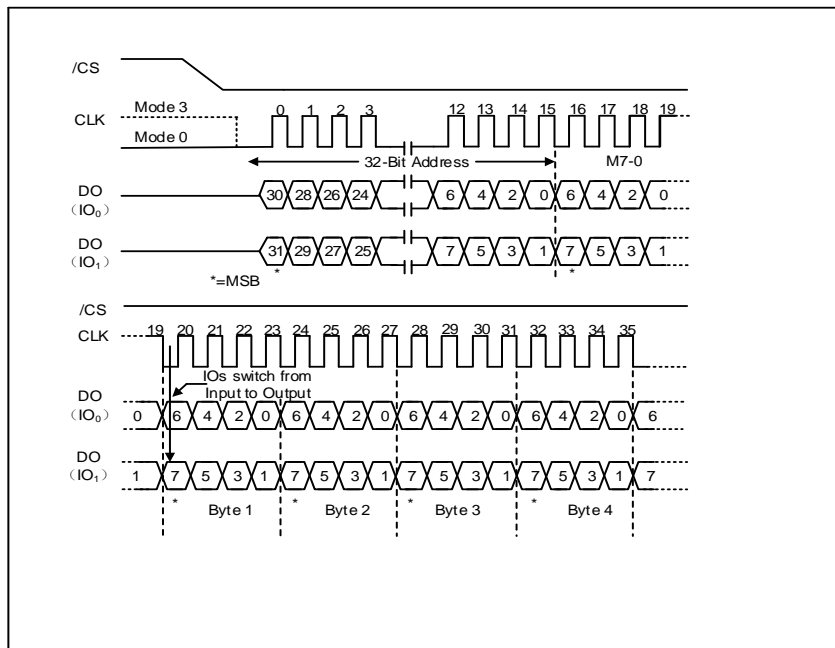 /CS
Mode 3
CLK
Mode 0
0 1 2 3 12 13 14 15 16 17 18 19
32-Bit Address
M7-0
DO
（IO0）
30 28 26 24 6 4 2 0 6 4 2 0
DO
（IO1）
31 29 27 25 7 5 3 1 7 5 3 1
* *
*=MSB
/CS
CLK
19 20 21 22 23 24 25 26 27 28 29 30 31 32 33 34 35
IOs switch from
Input to Output
DO
（IO0）
0 6 4 2 0 6 4 2 0 6 4 2 0 6 4 2 0 6
DO
（IO1）
1 7 5 3 1 7 5 3 1 7 5 3 1 7 5 3 1 7
* * * *
Byte 1 Byte 2 Byte 3 Byte 4